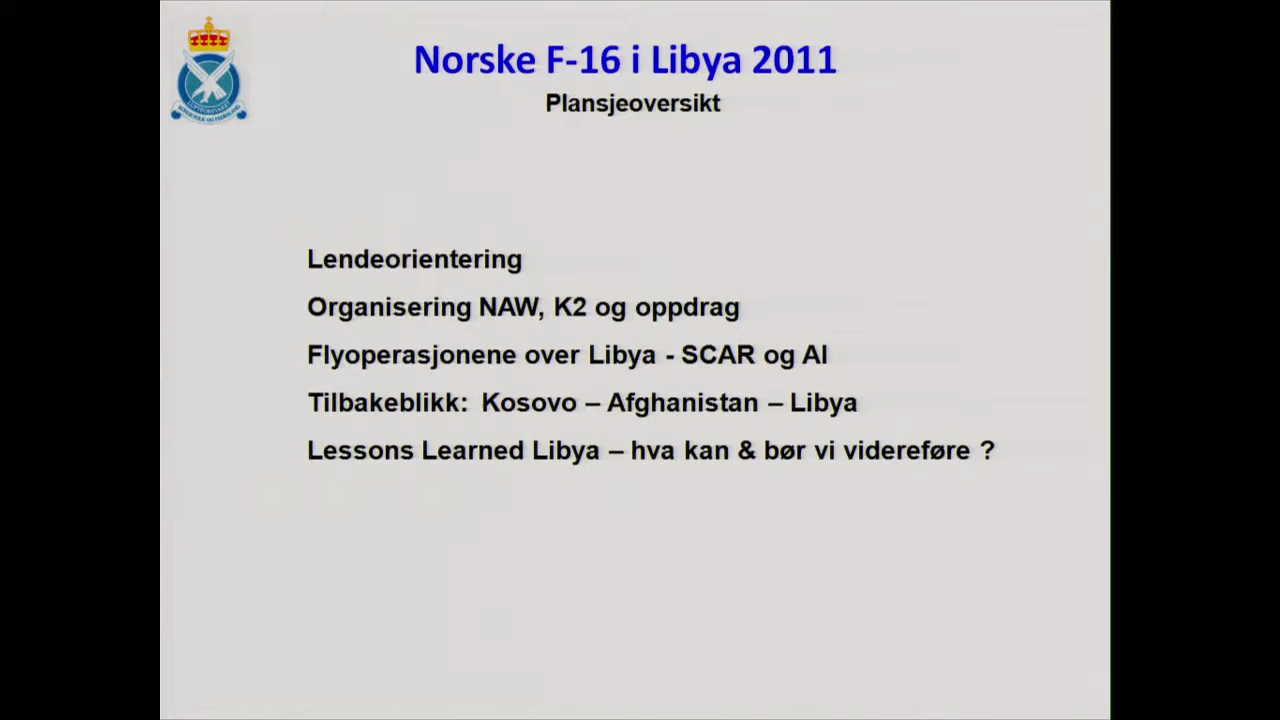 Norske F-16 i Libya 2011
Plansjeoversikt
LUFTFORSVARET
Lendeorientering
Organisering NAW, K2 og oppdrag
Flyoperasjonene over Libya - SCAR og AI
Tilbakeblikk:  Kosovo – Afghanistan – Libya
Lessons Learned Libya – hva kan & bør vi videreføre ?